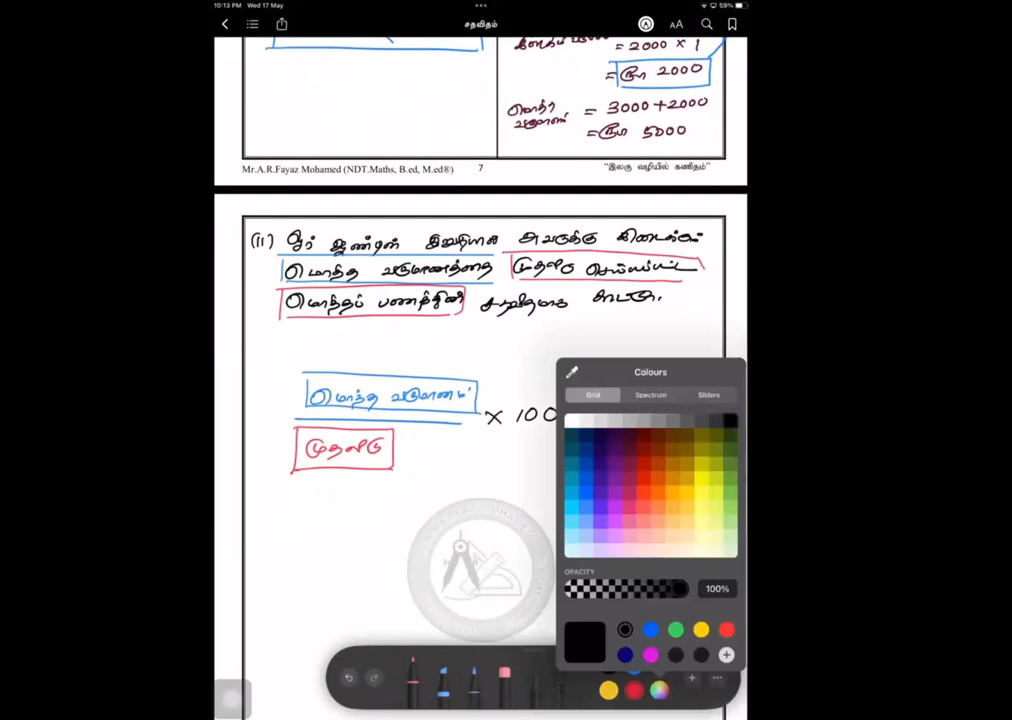 10:13 PM Wed 17 May
59%
சதவிதம்
AA
= 2000 × 1
= ரூபா 2000
மொத்த
வருமானம் = 3000+2000
= ரூபா 5000
Mr.A.R.Fayaz Mohamed (NDT.Maths, B.ed, M.ed®) 7 "இலகு வழியில் கணிதம்"
(ii) ஓர் ஆண்டின் இறுதியில் அவருக்கு கிடைக்கும்
மொத்த வருமானத்தை முதலீடு செய்யப்பட்ட
மொத்தப் பணத்தின் சதவிதமாக காட்டுக.
மொத்த வருமானம்
× 100
முதலீடு
Colours
Grid Spectrum Sliders
OPACITY
100%